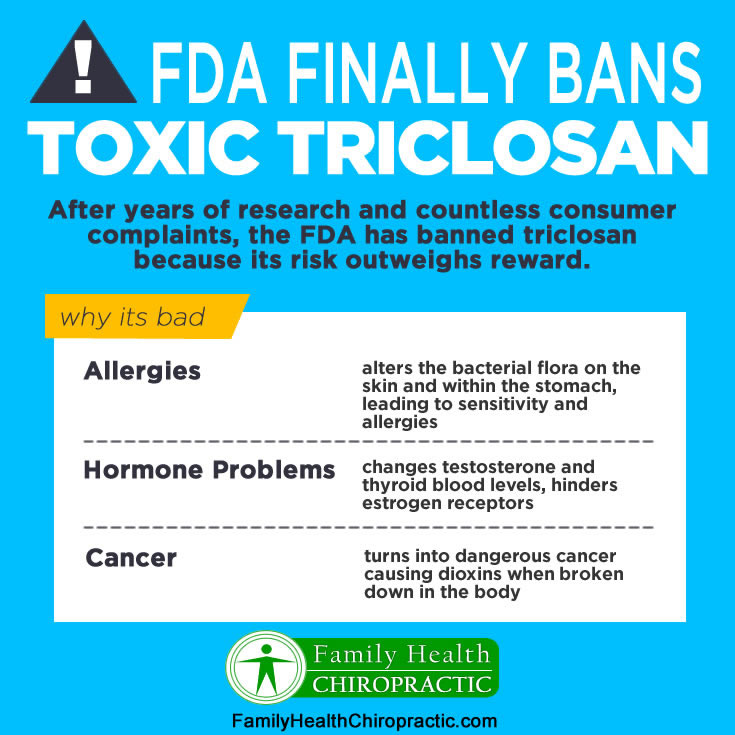 ! FDA FINALLY BANS
TOXIC TRICLOSAN
After years of research and countless consumer
complaints, the FDA has banned triclosan
because its risk outweighs reward.
why its bad
Allergies
alters the bacterial flora on the
skin and within the stomach,
leading to sensitivity and
allergies
Hormone Problems
changes testosterone and
thyroid blood levels, hinders
estrogen receptors
Cancer
turns into dangerous cancer
causing dioxins when broken
down in the body
Family Health
CHIROPRACTIC
FamilyHealthChiropractic.com